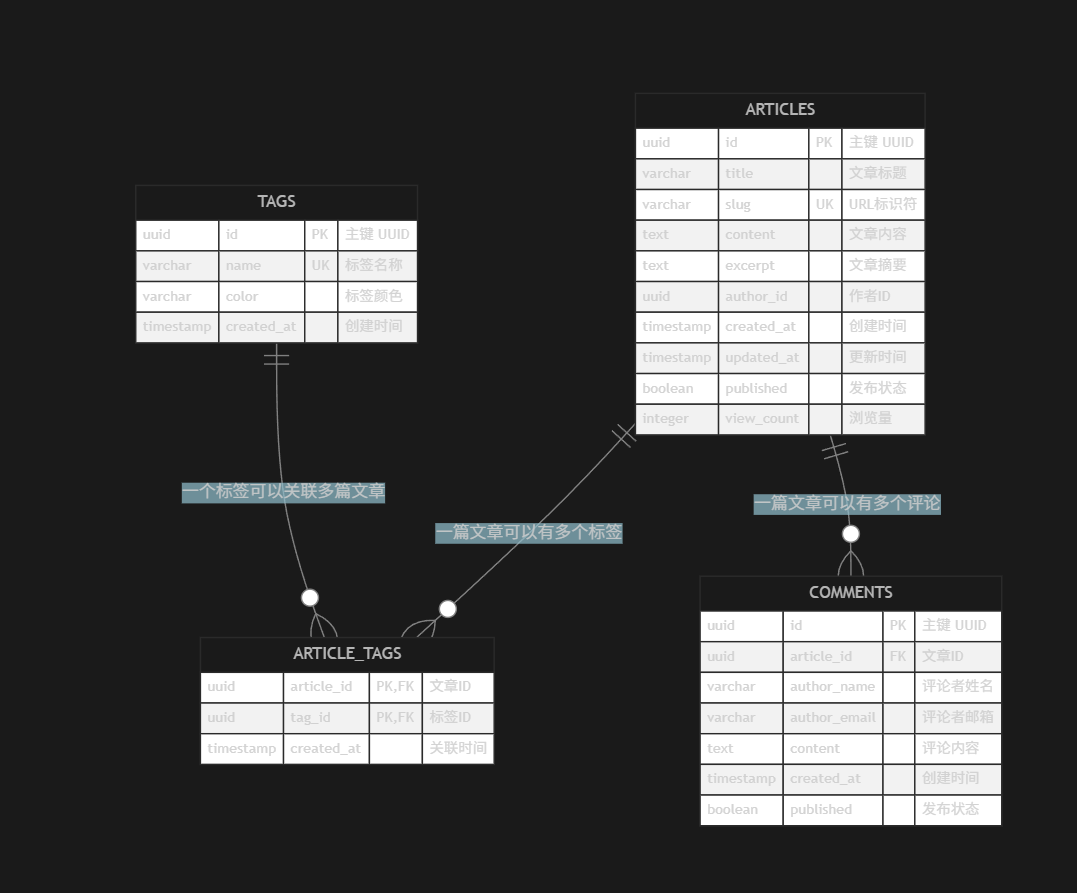 ARTICLES
uuid id PK 主键 UUID
varchar title 文章标题
varchar slug UK URL标识符
text content 文章内容
text excerpt 文章摘要
uuid author_id 作者ID
timestamp created_at 创建时间
timestamp updated_at 更新时间
boolean published 发布状态
integer view_count 浏览量
TAGS
uuid id PK 主键 UUID
varchar name UK 标签名称
varchar color 标签颜色
timestamp created_at 创建时间
一个标签可以关联多篇文章
一篇文章可以有多个标签
一篇文章可以有多个评论
ARTICLE_TAGS
uuid article_id PK,FK 文章ID
uuid tag_id PK,FK 标签ID
timestamp created_at 关联时间
COMMENTS
uuid id PK 主键 UUID
uuid article_id FK 文章ID
varchar author_name 评论者姓名
varchar author_email 评论者邮箱
text content 评论内容
timestamp created_at 创建时间
boolean published 发布状态